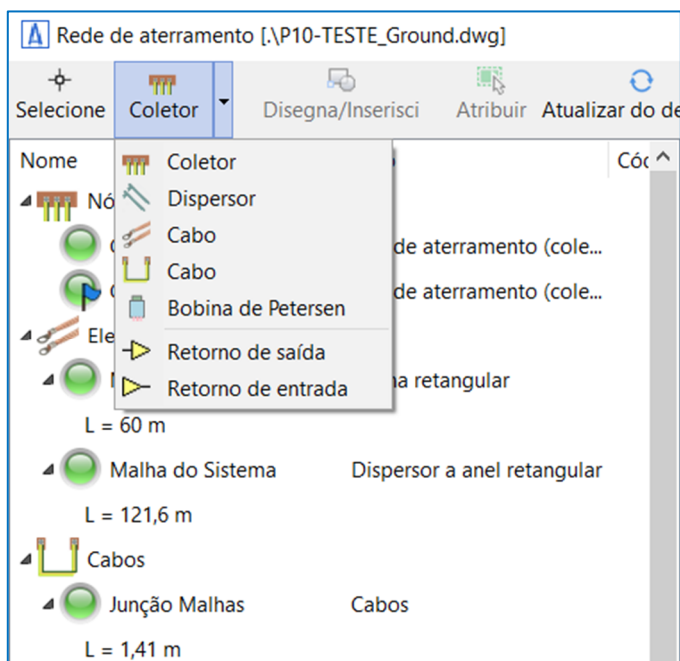 Rede de aterramento [.\P10-TESTE_Ground.dwg]
Selecione Coletor Disegna/Inserisci Atribuir Atualizar do de
Nome Cóc
Coletor
Nó
Dispersor
Cabo
de aterramento (cole...
Cabo
de aterramento (cole...
Bobina de Petersen
Ele
Retorno de saída
Retorno de entrada
a retangular
L = 60 m
Malha do Sistema Dispersor a anel retangular
L = 121,6 m
Cabos
Junção Malhas Cabos
L = 1,41 m